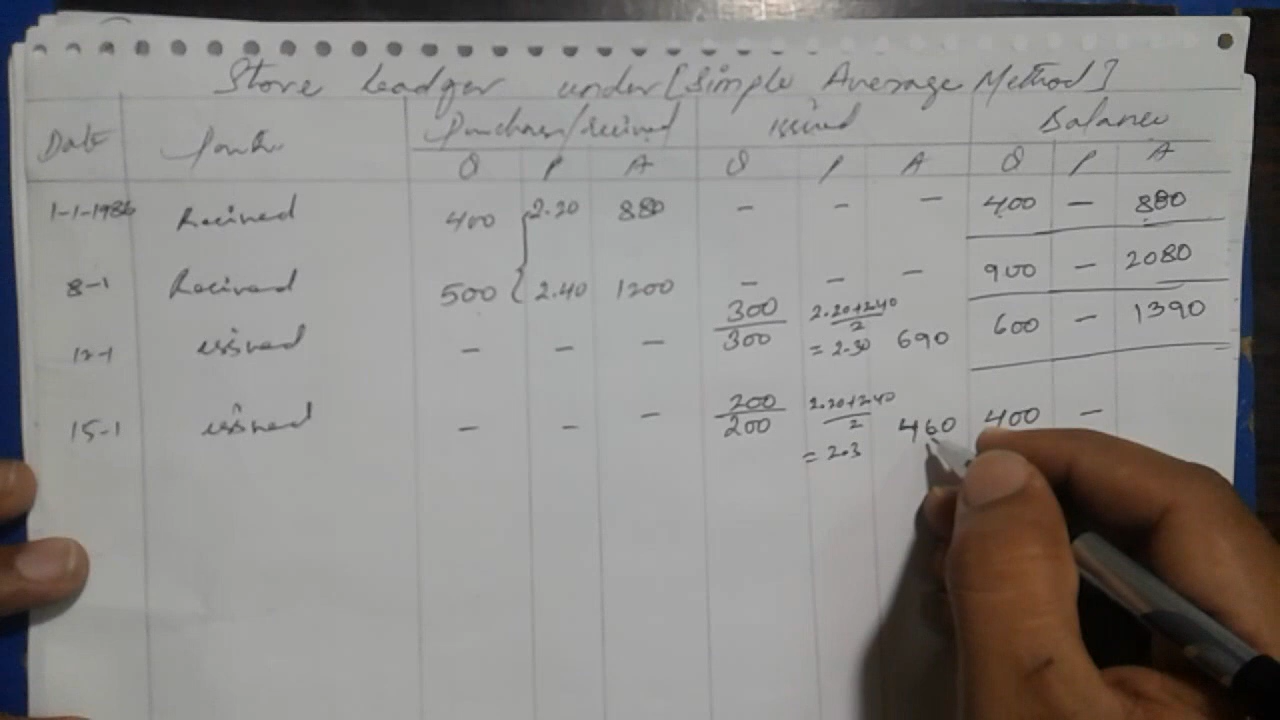 Store Leadger under [Simple Average Method]
Date Purchase/received issued Balance
Q P A Q P A Q P A
1-1-1986 Received 400 2.20 880 - - - 400 - 880
8-1 Received 500 2.40 1200 - - - 900 - 2080
12-1 issued - - - 300/300 2.20+2.40/2 = 2.30 690 600 - 1390
15-1 issued - - - 200/200 2.20+2.40/2 = 2.3 460 400 -